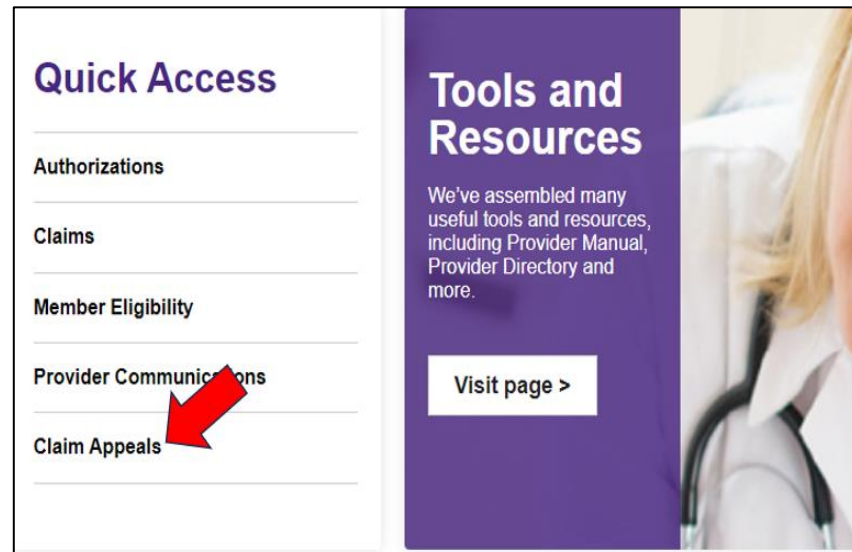 Quick Access
Authorizations
Claims
Member Eligibility
Provider Communications
Claim Appeals
Tools and
Resources
We've assembled many
useful tools and resources,
including Provider Manual,
Provider Directory and
more.
Visit page >